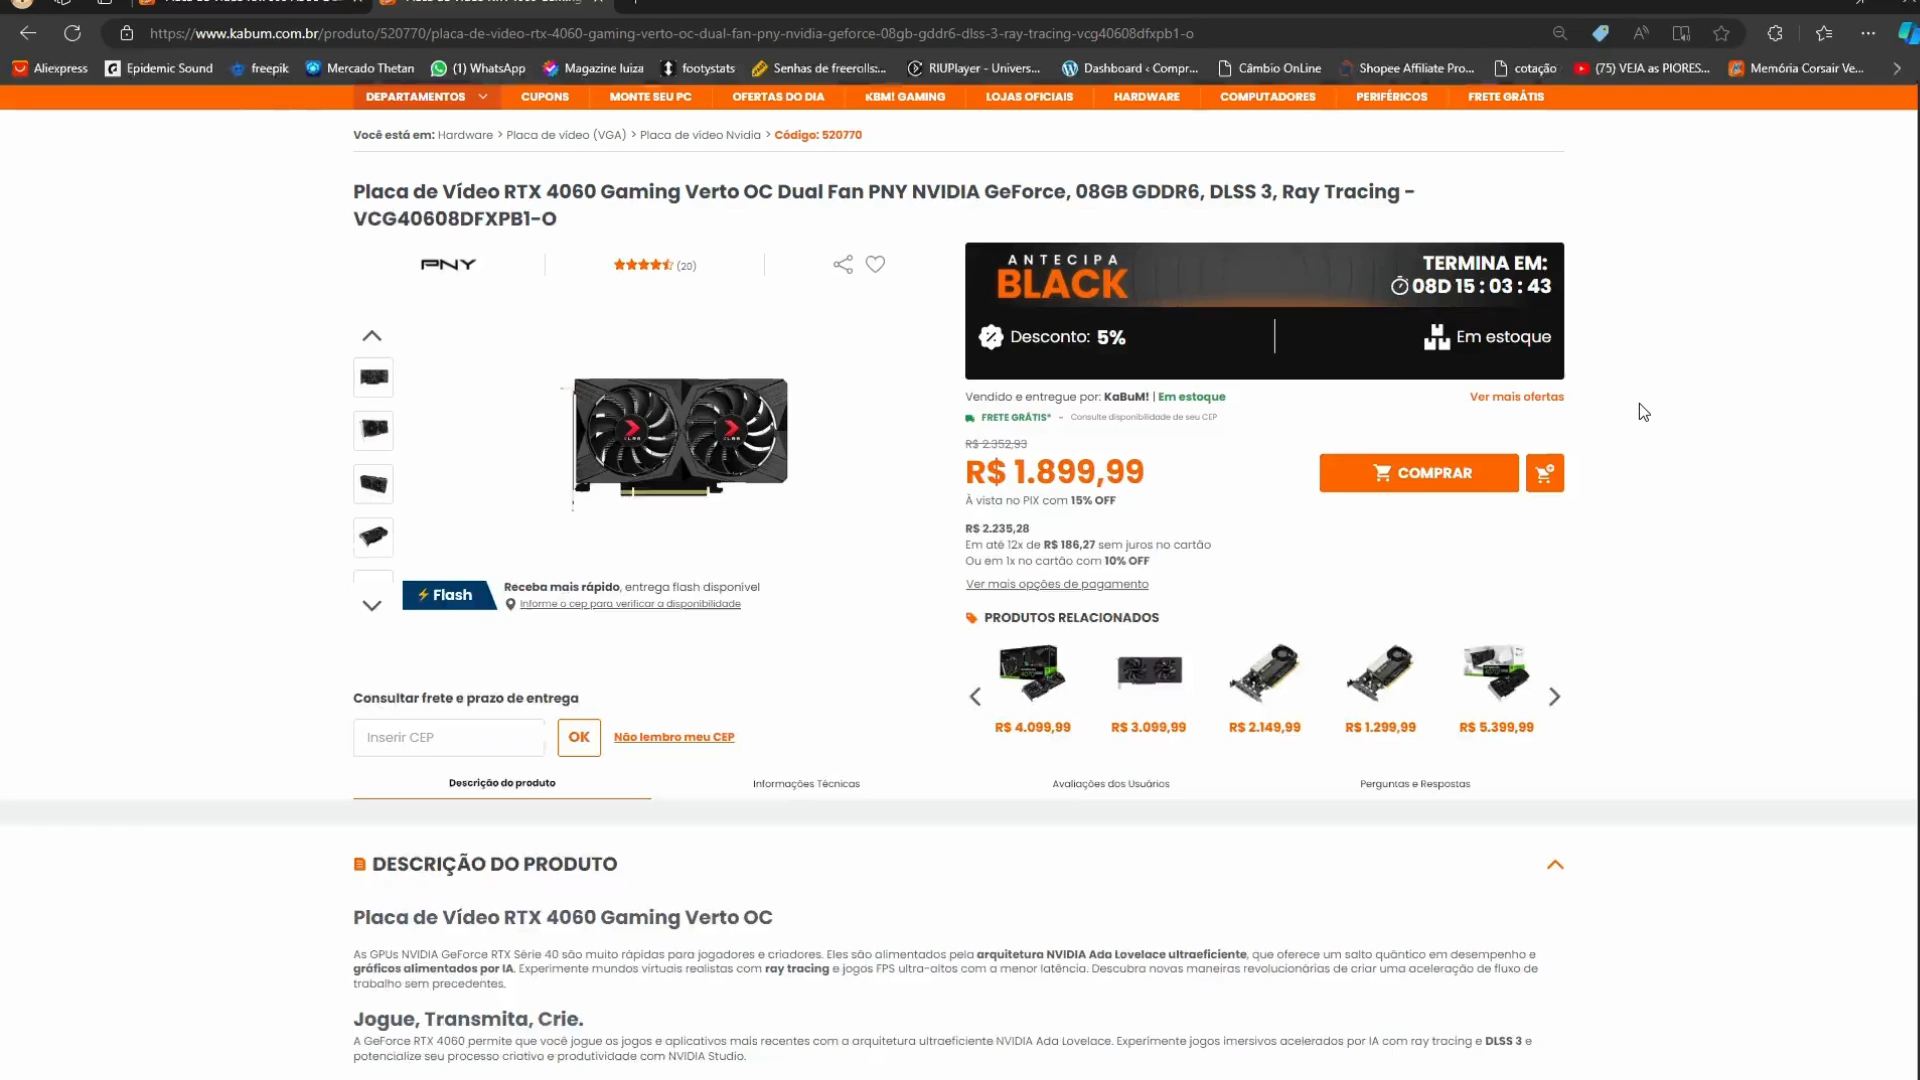 https://www.kabum.com.br/produto/520770/placa-de-video-rtx-4060-gaming-verto-oc-dual-fan-pny-nvidia-geforce-08gb-gddr6-dlss-3-ray-tracing-vcg40608dfxpb1-o
Aliexpress Epidemic Sound freepik Mercado Thetan (1) WhatsApp Magazine luiza footystats Senhas de freerolls:... RIUPlayer - Univers... Dashboard ‹ Compr... Câmbio OnLine Shopee Affiliate Pro... cotação (75) VEJA as PIORES... Memória Corsair Ve...
DEPARTAMENTOS CUPONS MONTE SEU PC OFERTAS DO DIA KBM! GAMING LOJAS OFICIAIS HARDWARE COMPUTADORES PERIFÉRICOS FRETE GRÁTIS
Você está em: Hardware > Placa de vídeo (VGA) > Placa de vídeo Nvidia > Código: 520770
Placa de Vídeo RTX 4060 Gaming Verto OC Dual Fan PNY NVIDIA GeForce, 08GB GDDR6, DLSS 3, Ray Tracing -
VCG40608DFXPB1-O
PNY (20)
ANTECIPA
BLACK
TERMINA EM:
08D 15 : 03 : 43
Desconto: 5%
Em estoque
Vendido e entregue por: KaBuM! | Em estoque
Ver mais ofertas
FRETE GRÁTIS* - Consulte disponibilidade de seu CEP
R$ 2.352,93
R$ 1.899,99
COMPRAR
À vista no PIX com 15% OFF
R$ 2.235,28
Em até 12x de R$ 186,27 sem juros no cartão
Ou em 1x no cartão com 10% OFF
Ver mais opções de pagamento
Flash
Receba mais rápido, entrega flash disponível
Informe o cep para verificar a disponibilidade
PRODUTOS RELACIONADOS
R$ 4.099,99 R$ 3.099,99 R$ 2.149,99 R$ 1.299,99 R$ 5.399,99
Consultar frete e prazo de entrega
Inserir CEP
OK
Não lembro meu CEP
Descrição do produto Informações Técnicas Avaliações dos Usuários Perguntas e Respostas
DESCRIÇÃO DO PRODUTO
Placa de Vídeo RTX 4060 Gaming Verto OC
As GPUs NVIDIA GeForce RTX Série 40 são muito rápidas para jogadores e criadores. Eles são alimentados pela arquitetura NVIDIA Ada Lovelace ultraeficiente, que oferece um salto quântico em desempenho e
gráficos alimentados por IA. Experimente mundos virtuais realistas com ray tracing e jogos FPS ultra-altos com a menor latência. Descubra novas maneiras revolucionárias de criar uma aceleração de fluxo de
trabalho sem precedentes.
Jogue, Transmita, Crie.
A GeForce RTX 4060 permite que você jogue os jogos e aplicativos mais recentes com a arquitetura ultraeficiente NVIDIA Ada Lovelace. Experimente jogos imersivos acelerados por IA com ray tracing e DLSS 3 e
potencialize seu processo criativo e produtividade com NVIDIA Studio.